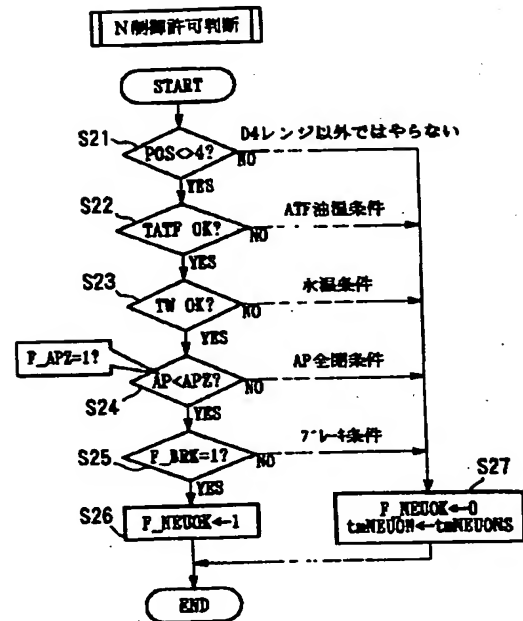 N制御許可判断
START
S21
POS<>4?
D4レンジ以外ではやらない
NO
YES
S22
TATF OK?
ATF油温条件
NO
YES
S23
TW OK?
水温条件
NO
YES
F_APZ=1?
AP<APZ?
AP全閉条件
S24
NO
YES
F_BRK=1?
ブレーキ条件
S25
NO
YES
S26
F_NEUOK←1
S27
F_NEUOK←0
tmNEUON←tmNEUONS
END